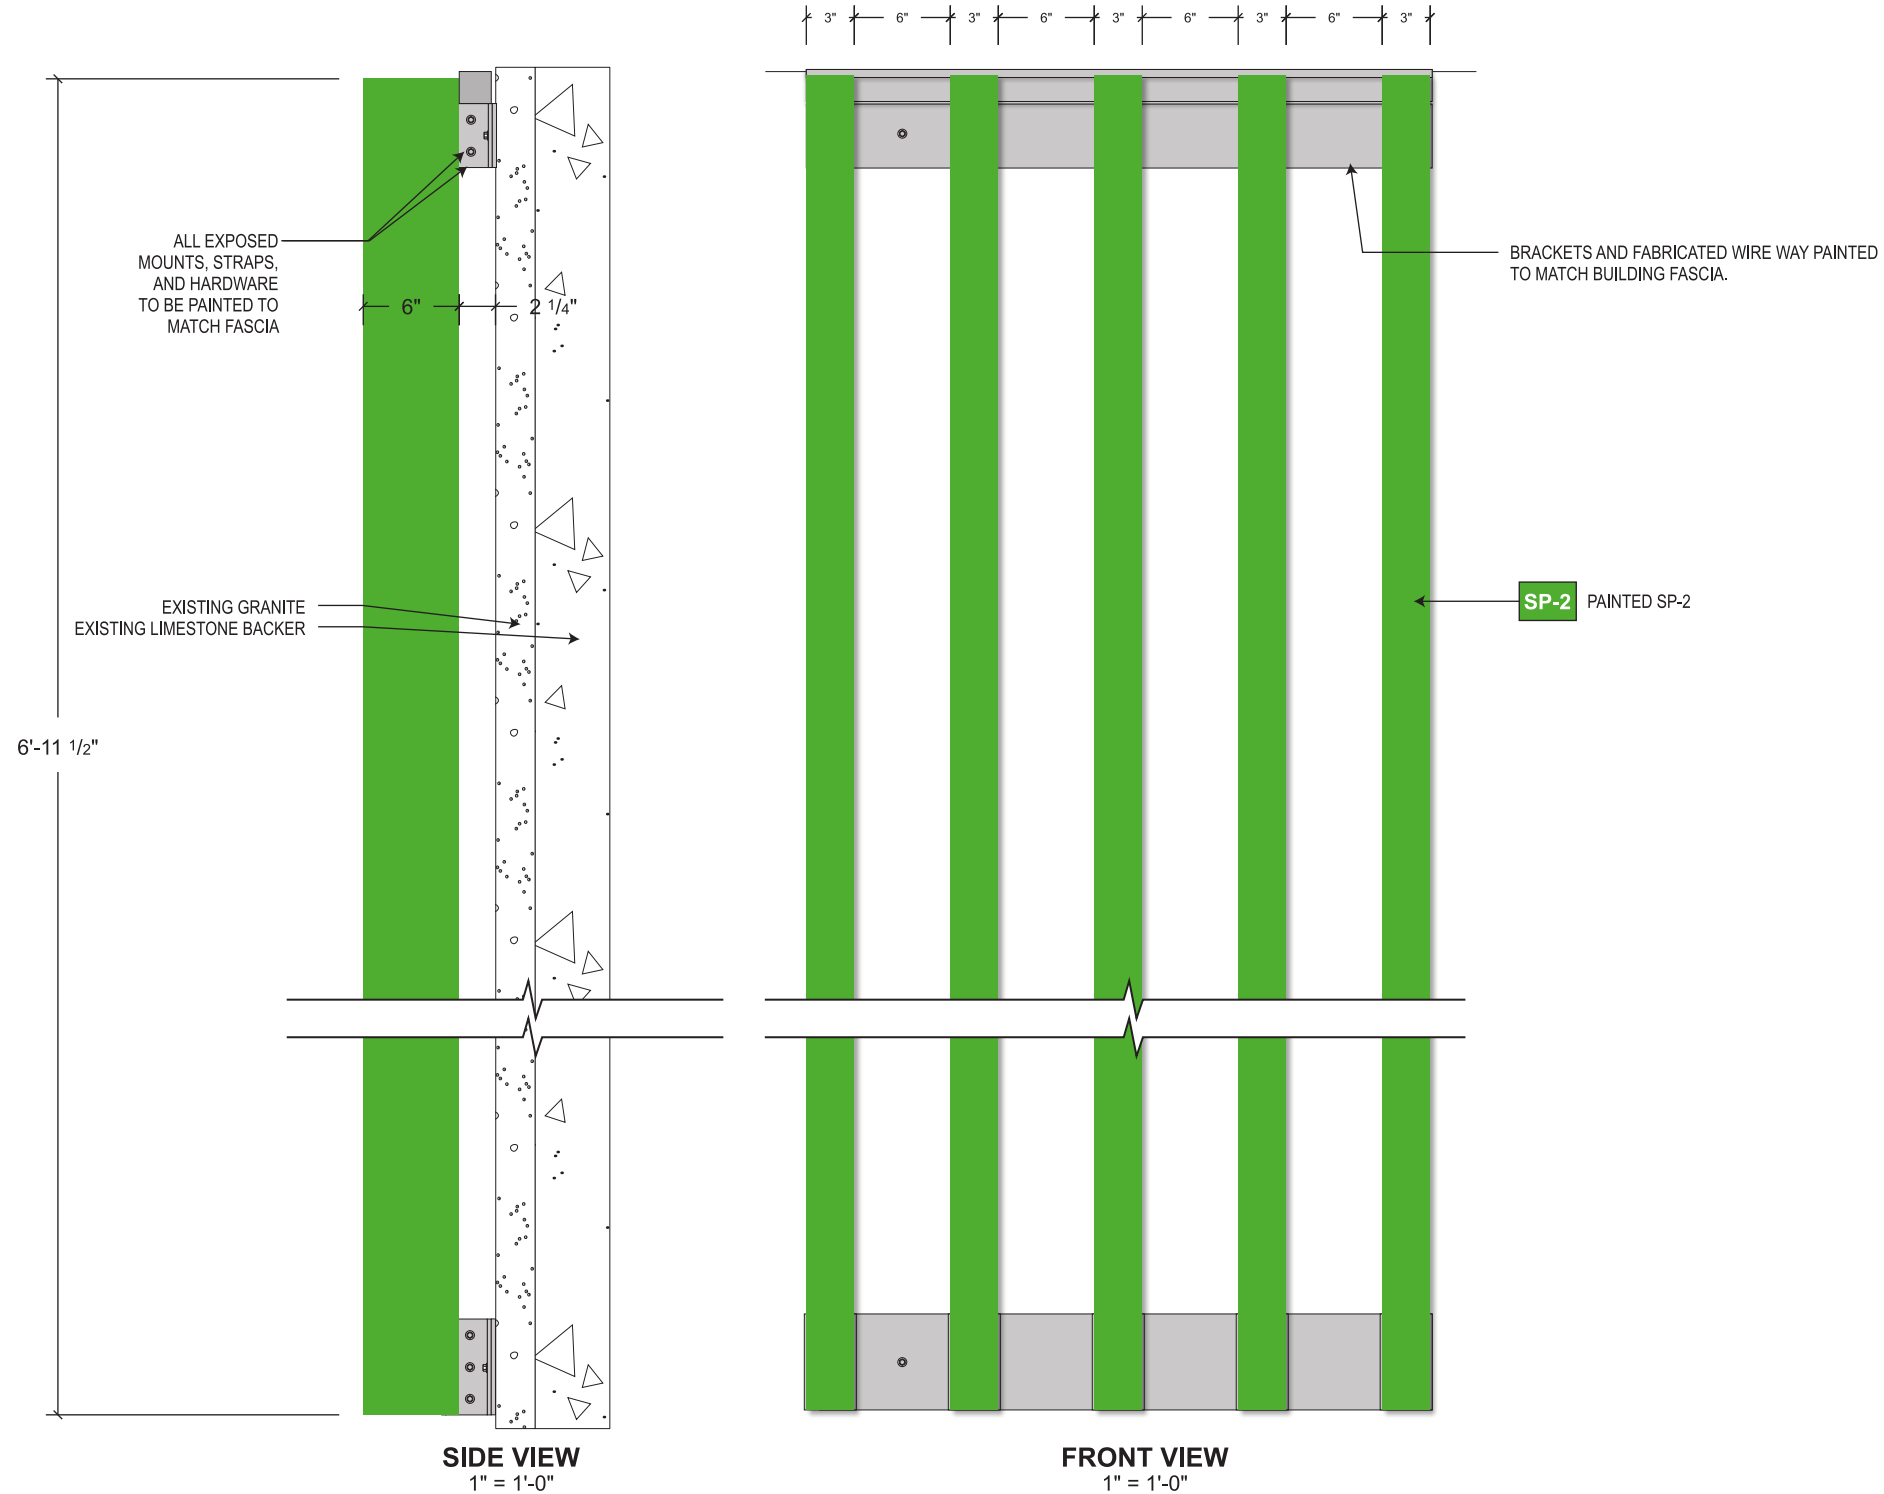 3" 6" 3" 6" 3" 6" 3" 6" 3"
ALL EXPOSED
MOUNTS, STRAPS,
AND HARDWARE
TO BE PAINTED TO
MATCH FASCIA
6" 2 1/4"
BRACKETS AND FABRICATED WIRE WAY PAINTED
TO MATCH BUILDING FASCIA.
EXISTING GRANITE
EXISTING LIMESTONE BACKER
SP-2 PAINTED SP-2
6'-11 1/2"
SIDE VIEW
1" = 1'-0"
FRONT VIEW
1" = 1'-0"